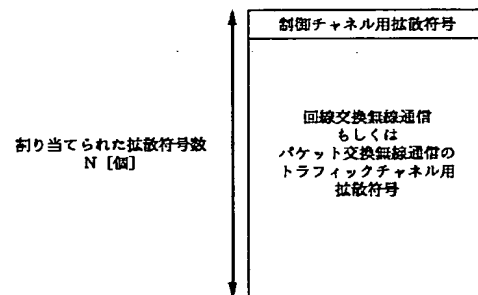 制御チャネル用拡散符号
割り当てられた拡散符号数
N [個]
回線交換無線通信
もしくは
パケット交換無線通信の
トラフィックチャネル用
拡散符号